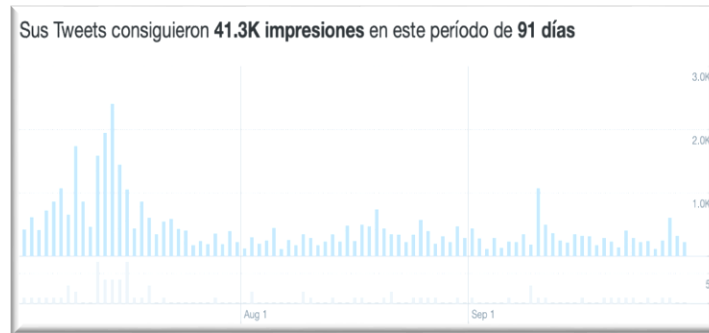 Sus Tweets consiguieron 41.3K impresiones en este período de 91 días
3.0K
2.0K
1.0K
5
Aug 1
Sep 1